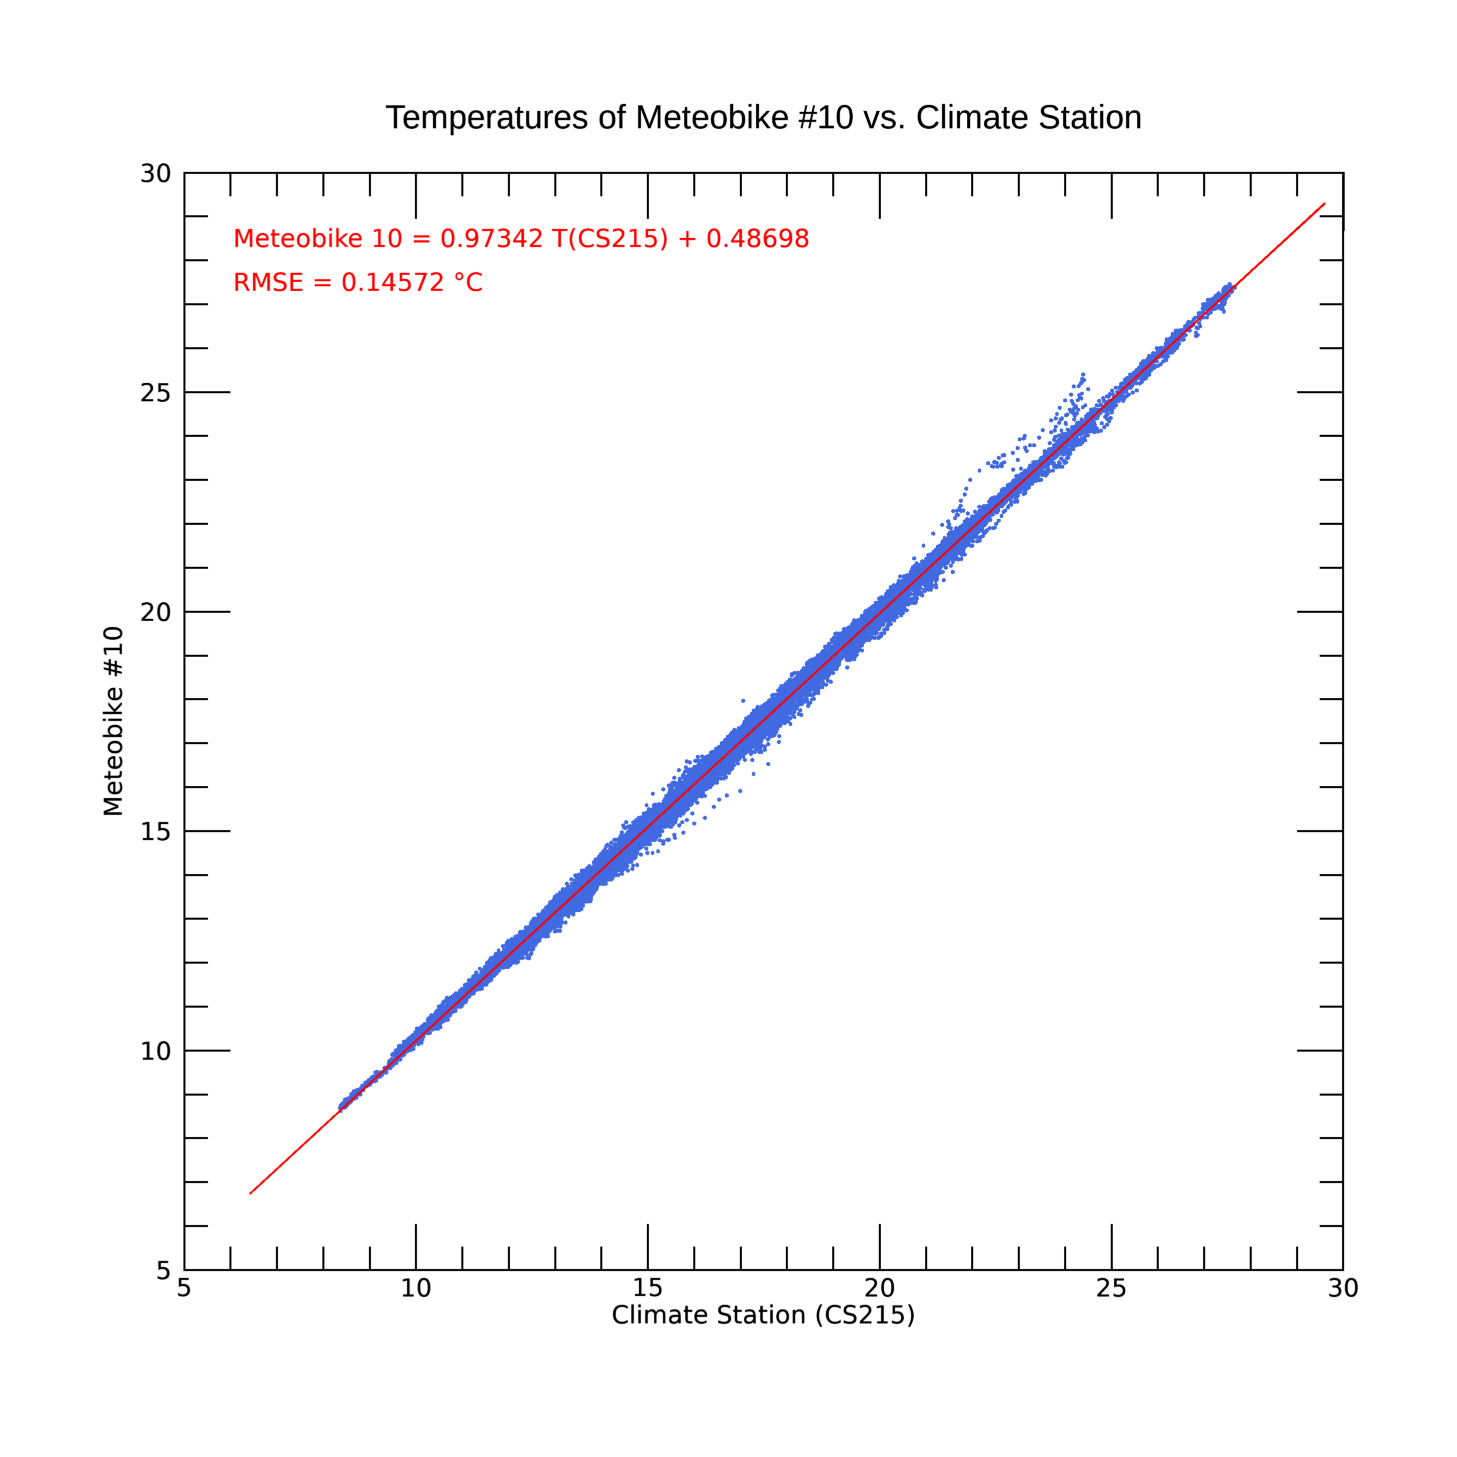 Temperatures of Meteobike #10 vs. Climate Station
Meteobike 10 = 0.97342 T(CS215) + 0.48698
RMSE = 0.14572 °C
30
25
20
15
10
5
Meteobike #10
5 10 15 20 25 30
Climate Station (CS215)